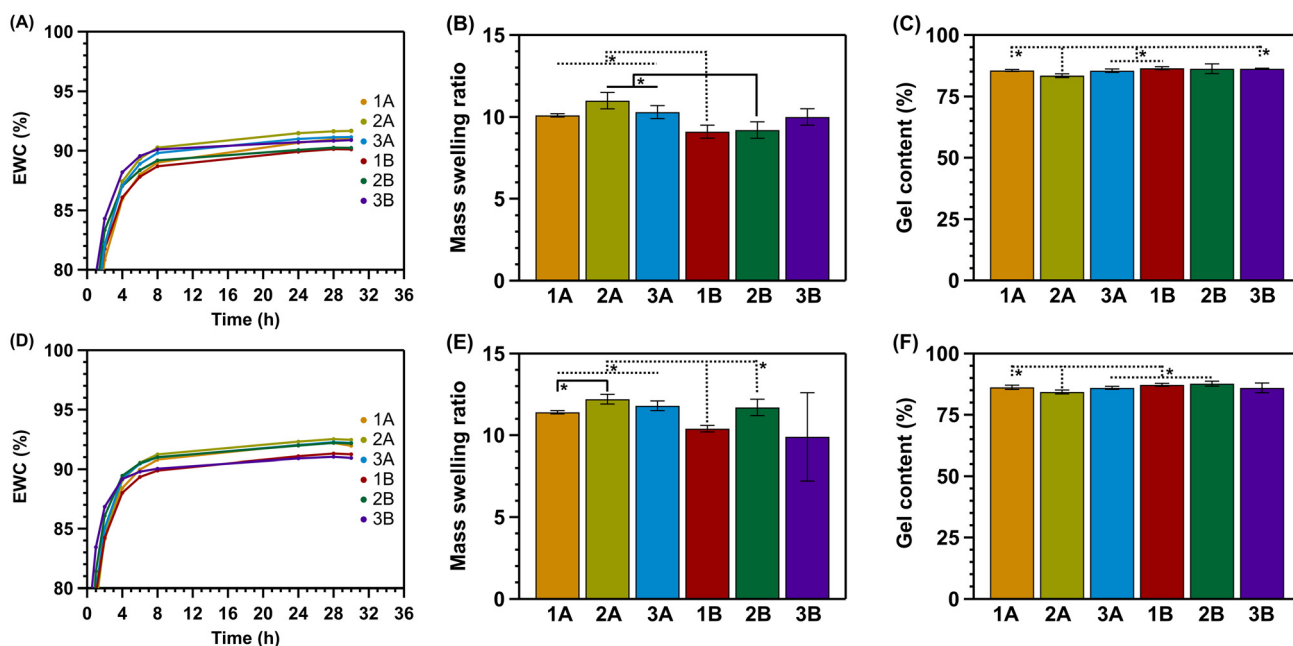 (A)
100
95
90
85
80
EWC (%)
1A
2A
3A
1B
2B
3B
0 4 8 12 16 20 24 28 32 36
Time (h)
(B)
15
10
5
0
Mass swelling ratio
*
*
1A 2A 3A 1B 2B 3B
(C)
100
75
50
25
0
Gel content (%)
* * *
1A 2A 3A 1B 2B 3B
(D)
100
95
90
85
80
EWC (%)
1A
2A
3A
1B
2B
3B
0 4 8 12 16 20 24 28 32 36
Time (h)
(E)
15
10
5
0
Mass swelling ratio
* *
*
1A 2A 3A 1B 2B 3B
(F)
100
75
50
25
0
Gel content (%)
* *
1A 2A 3A 1B 2B 3B